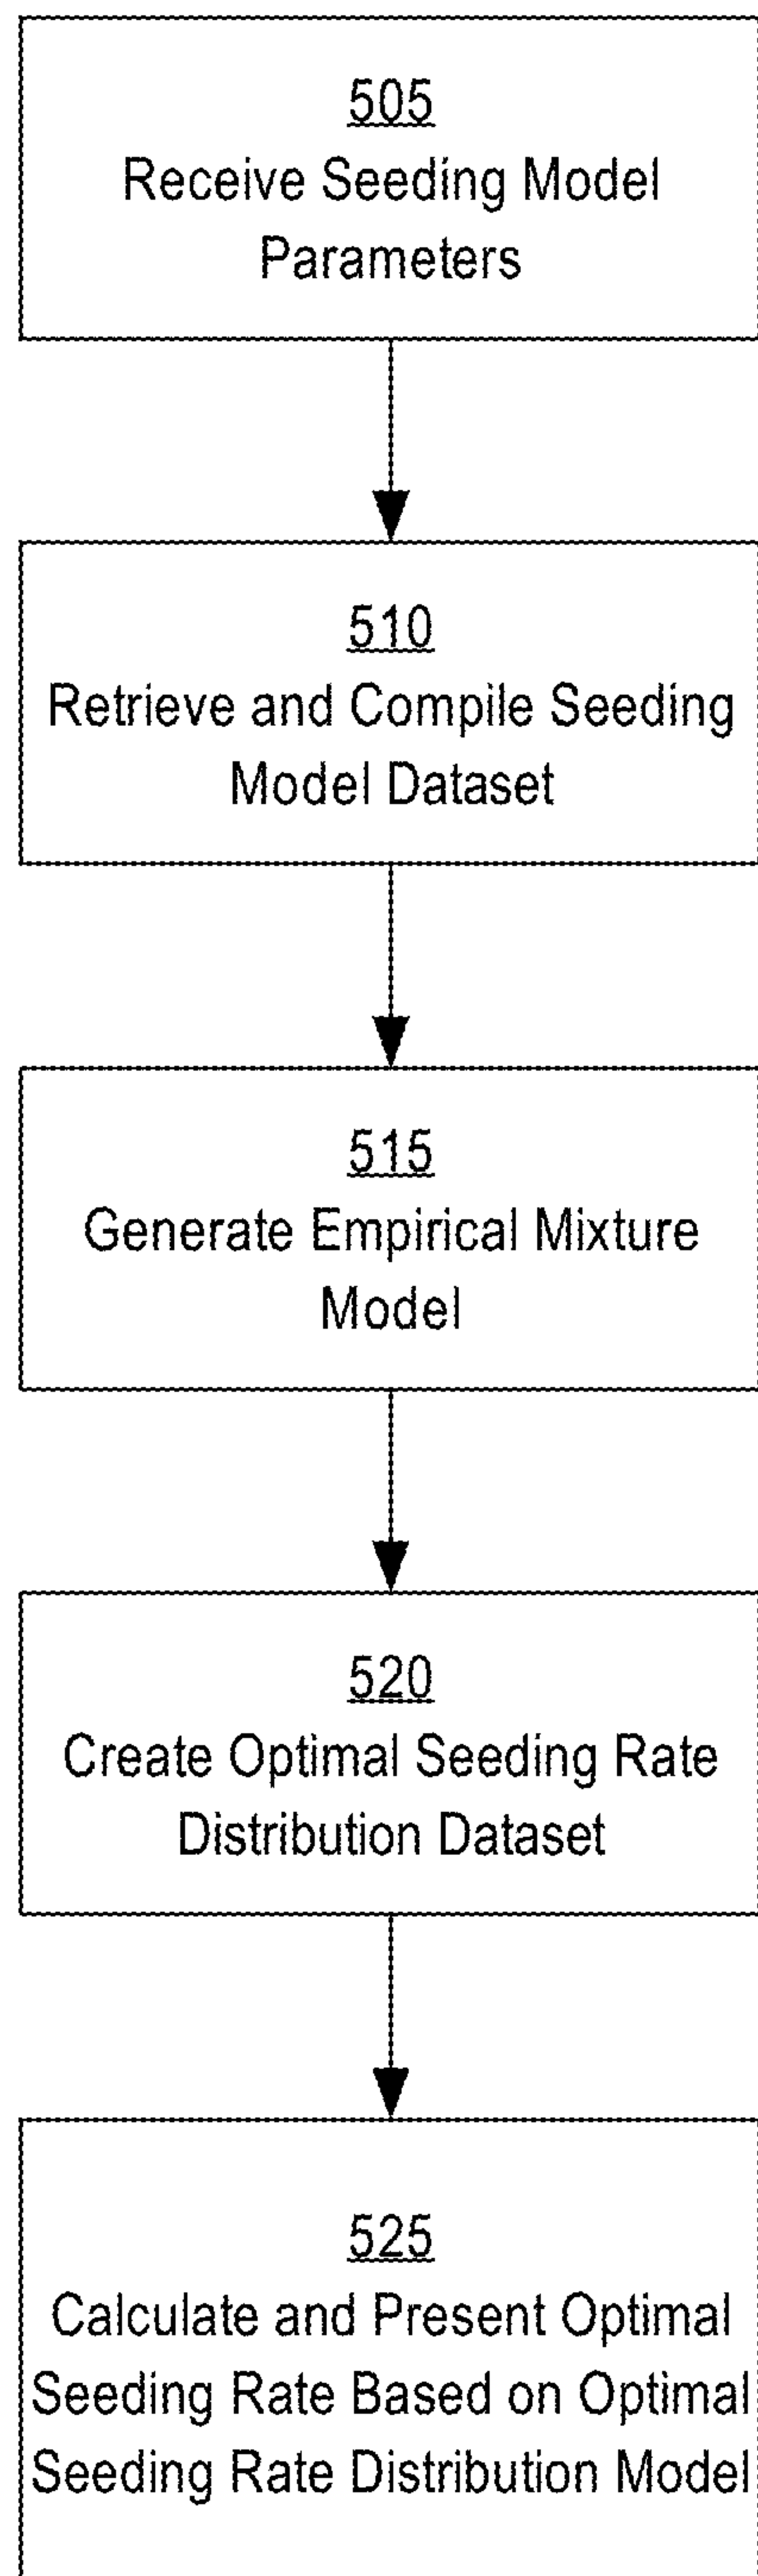 505
Receive Seeding Model
Parameters
510
Retrieve and Compile Seeding
Model Dataset
515
Generate Empirical Mixture
Model
520
Create Optimal Seeding Rate
Distribution Dataset
525
Calculate and Present Optimal
Seeding Rate Based on Optimal
Seeding Rate Distribution Model